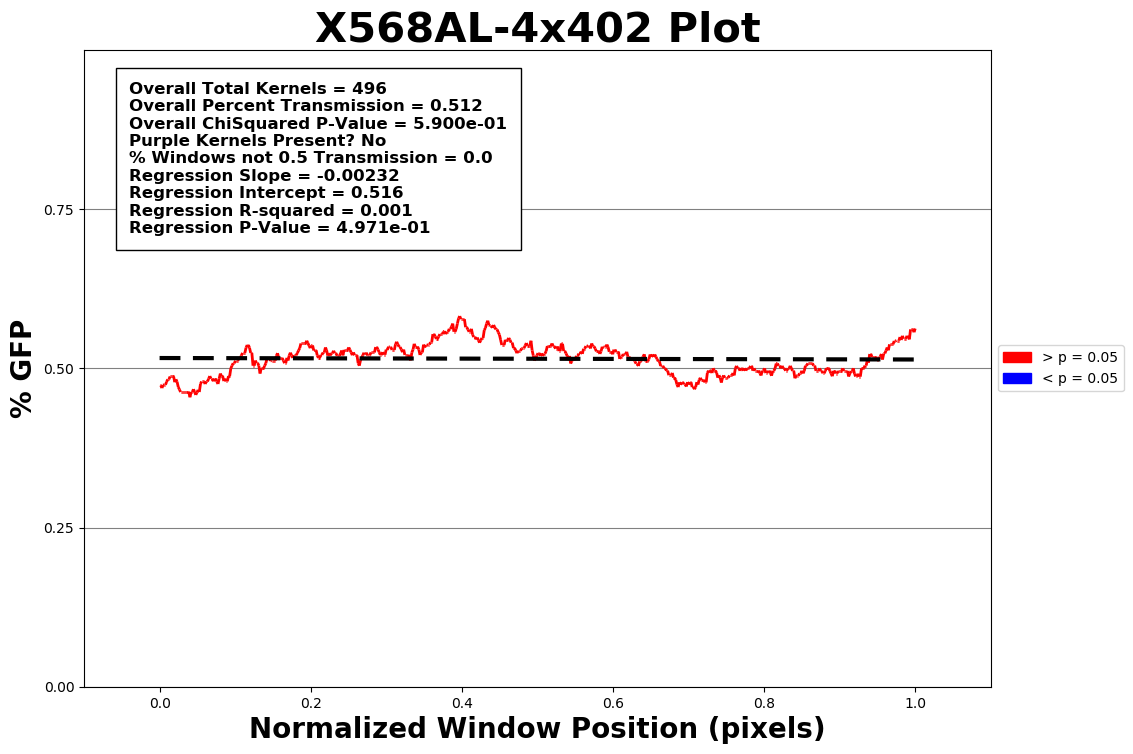 X568AL-4x402 Plot
Overall Total Kernels = 496
Overall Percent Transmission = 0.512
Overall ChiSquared P-Value = 5.900e-01
Purple Kernels Present? No
% Windows not 0.5 Transmission = 0.0
Regression Slope = -0.00232
Regression Intercept = 0.516
Regression R-squared = 0.001
Regression P-Value = 4.971e-01
% GFP
0.75
0.50
0.25
0.00
> p = 0.05
< p = 0.05
0.0 0.2 0.4 0.6 0.8 1.0
Normalized Window Position (pixels)